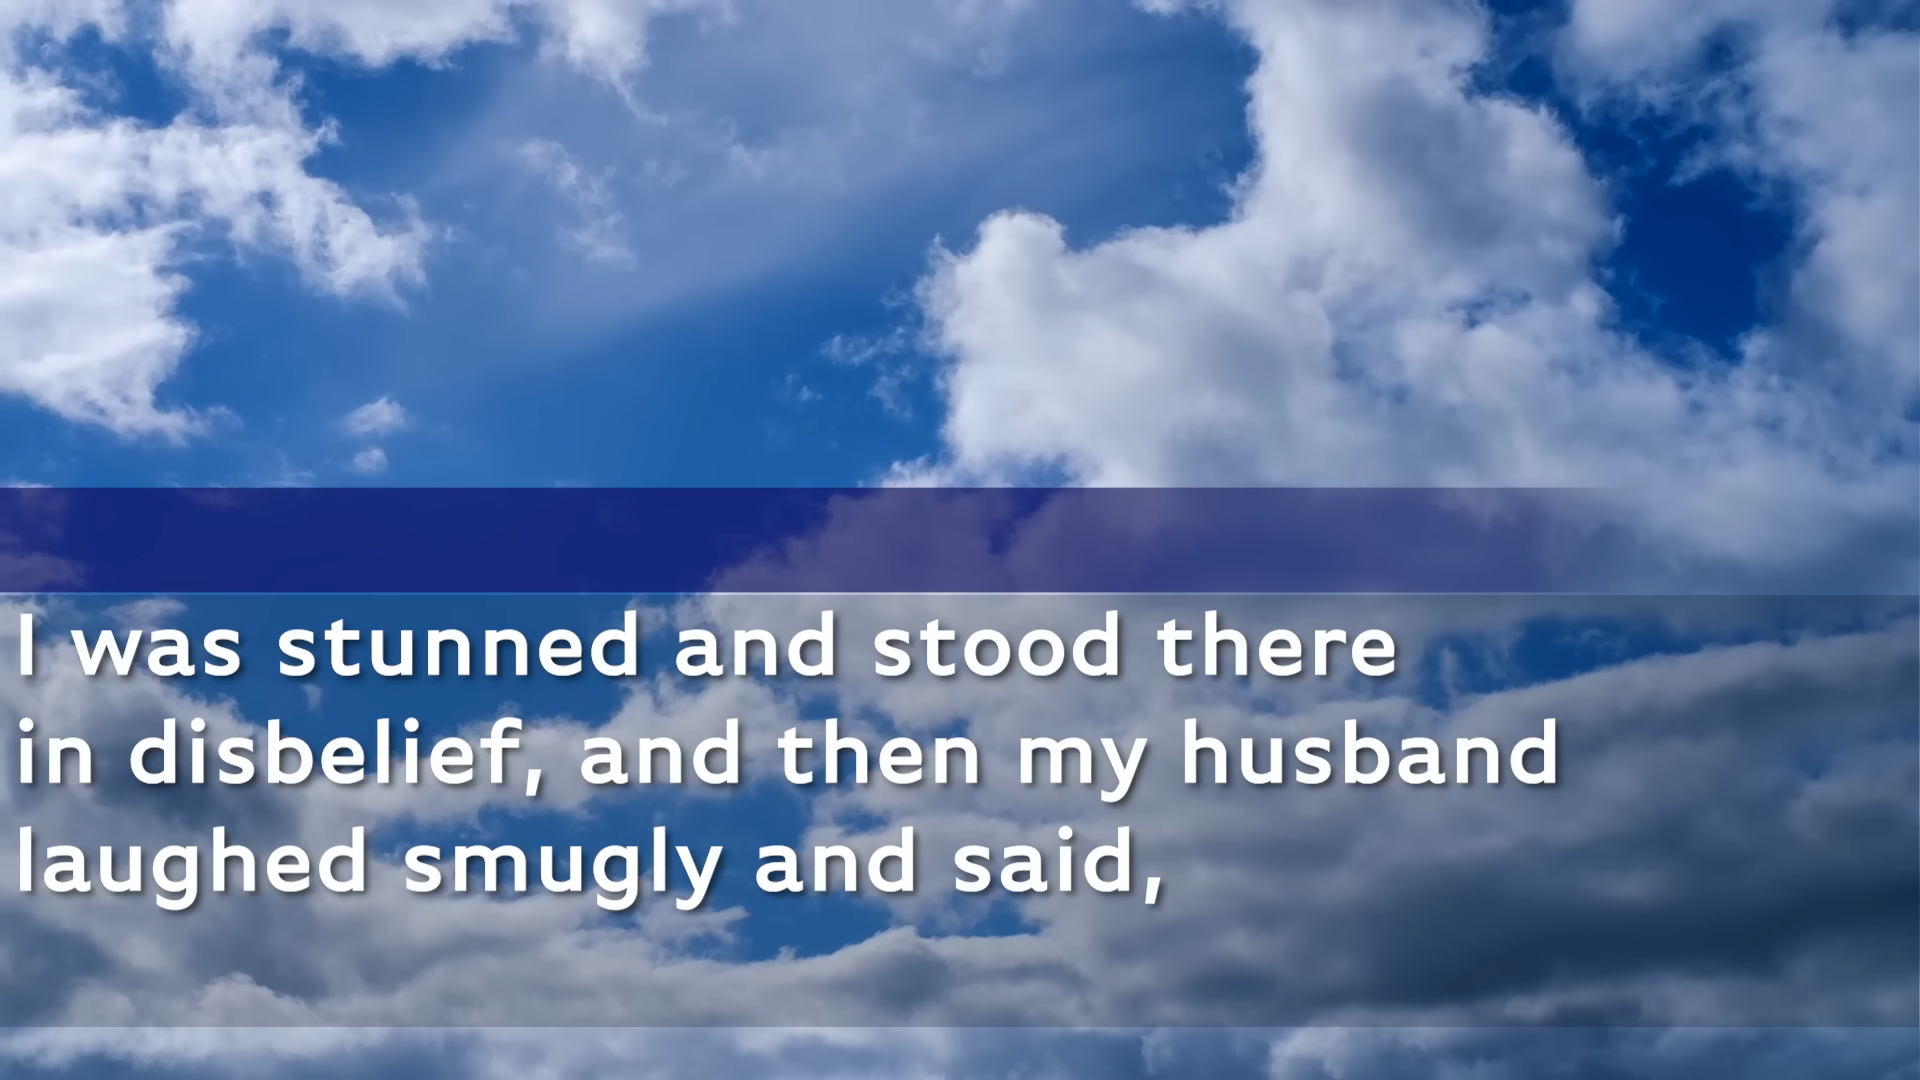 I was stunned and stood there
in disbelief, and then my husband
laughed smugly and said,